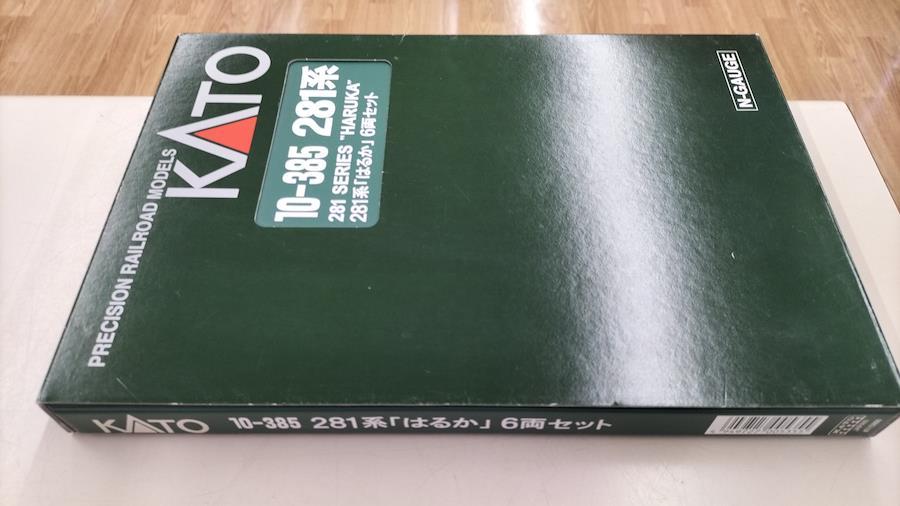 PRECISION RAILROAD MODELS
KATO
10-385 281系
281 SERIES "HARUKA"
281系「はるか」6両セット
N-GAUGE
KATO 10-385 281系「はるか」6両セット